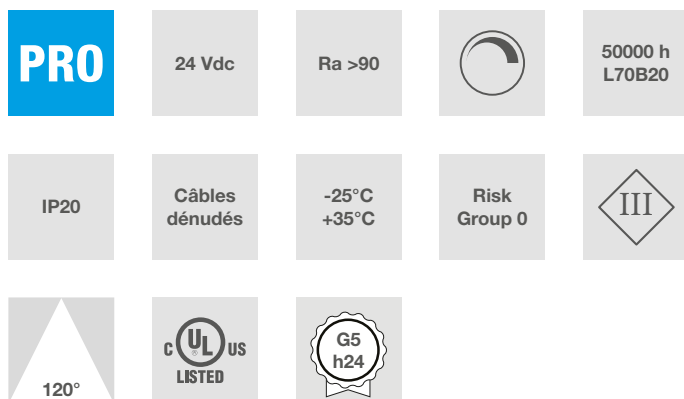 PRO
24 Vdc
Ra >90
50000 h
L70B20
IP20
Câbles
dénudés
-25°C
+35°C
Risk
Group 0
III
120°
C UL US
®
LISTED
G5
h24